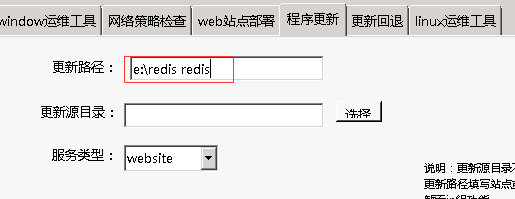 window运维工具 网络策略检查 web站点部署 程序更新 更新回退 linux运维工具
更新路径： e:\redis redis
更新源目录： 选择
服务类型： website
说明：更新源目录
更新路径填写站点